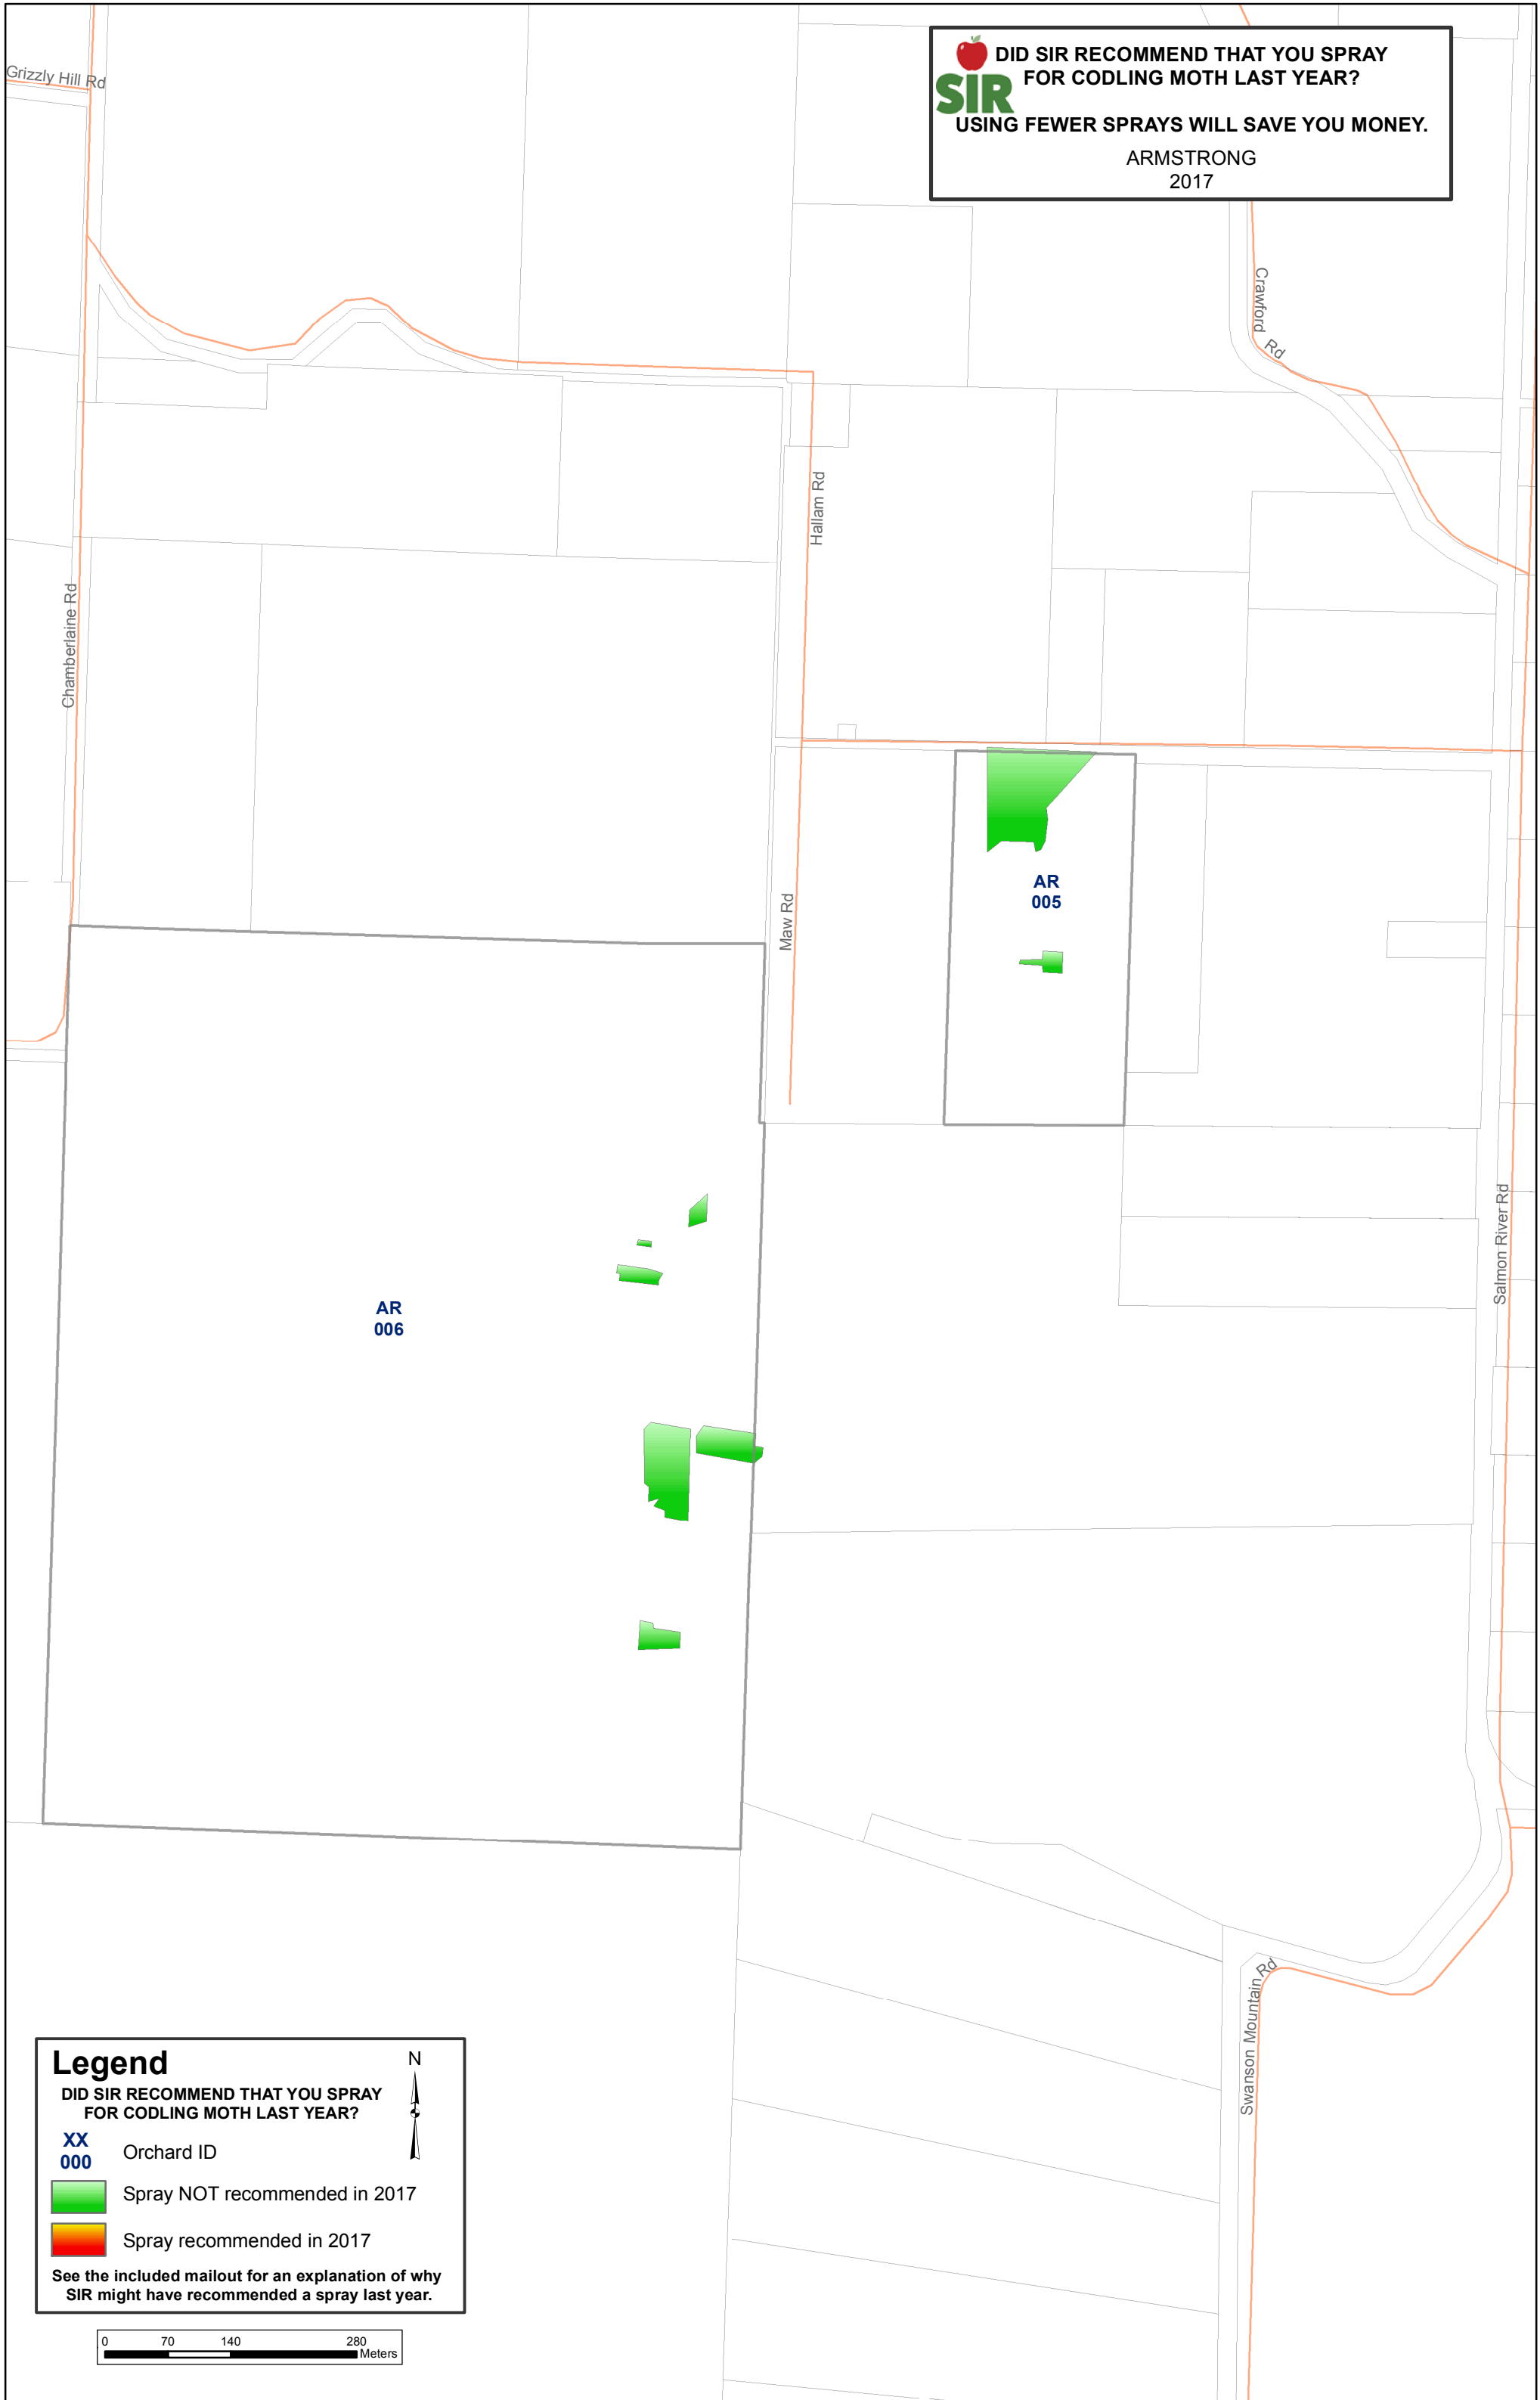 SIR
DID SIR RECOMMEND THAT YOU SPRAY
FOR CODLING MOTH LAST YEAR?
USING FEWER SPRAYS WILL SAVE YOU MONEY.
ARMSTRONG
2017
Grizzly Hill Rd
Crawford Rd
Hallam Rd
Chamberlaine Rd
AR
005
Maw Rd
Salmon River Rd
AR
006
Swanson Mountain Rd
Legend
N
DID SIR RECOMMEND THAT YOU SPRAY
FOR CODLING MOTH LAST YEAR?
XX
000
Orchard ID
Spray NOT recommended in 2017
Spray recommended in 2017
See the included mailout for an explanation of why
SIR might have recommended a spray last year.
0 70 140 280
Meters